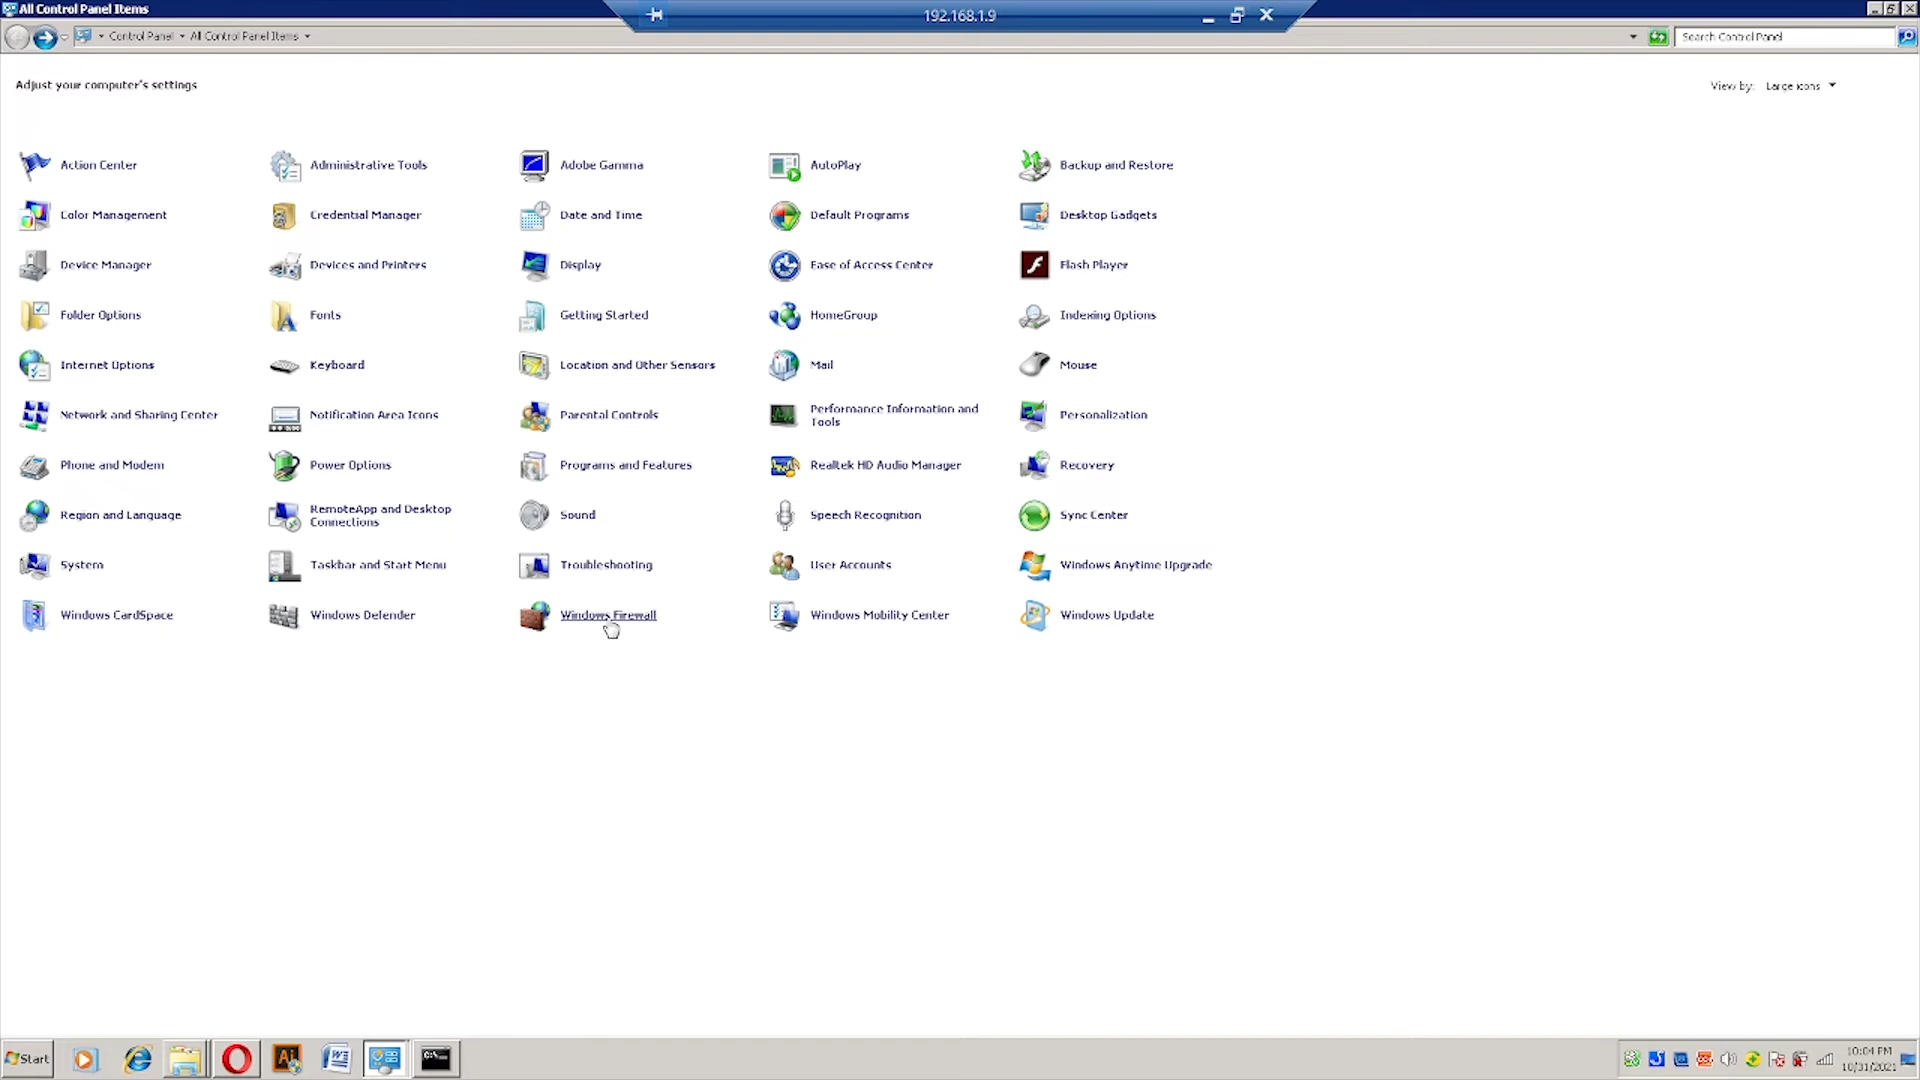 All Control Panel Items
192.168.1.9
Control Panel
All Control Panel Items
Search Control Panel
Adjust your computer's settings
View by: Large icons
Action Center
Administrative Tools
Adobe Gamma
AutoPlay
Backup and Restore
Color Management
Credential Manager
Date and Time
Default Programs
Desktop Gadgets
Device Manager
Devices and Printers
Display
Ease of Access Center
Flash Player
Folder Options
Fonts
Getting Started
HomeGroup
Indexing Options
Internet Options
Keyboard
Location and Other Sensors
Mail
Mouse
Network and Sharing Center
Notification Area Icons
Parental Controls
Performance Information and
Tools
Personalization
Phone and Modem
Power Options
Programs and Features
Realtek HD Audio Manager
Recovery
Region and Language
RemoteApp and Desktop
Connections
Sound
Speech Recognition
Sync Center
System
Taskbar and Start Menu
Troubleshooting
User Accounts
Windows Anytime Upgrade
Windows CardSpace
Windows Defender
Windows Firewall
Windows Mobility Center
Windows Update
Start
Ai
C:\
10:04 PM
10/31/2021